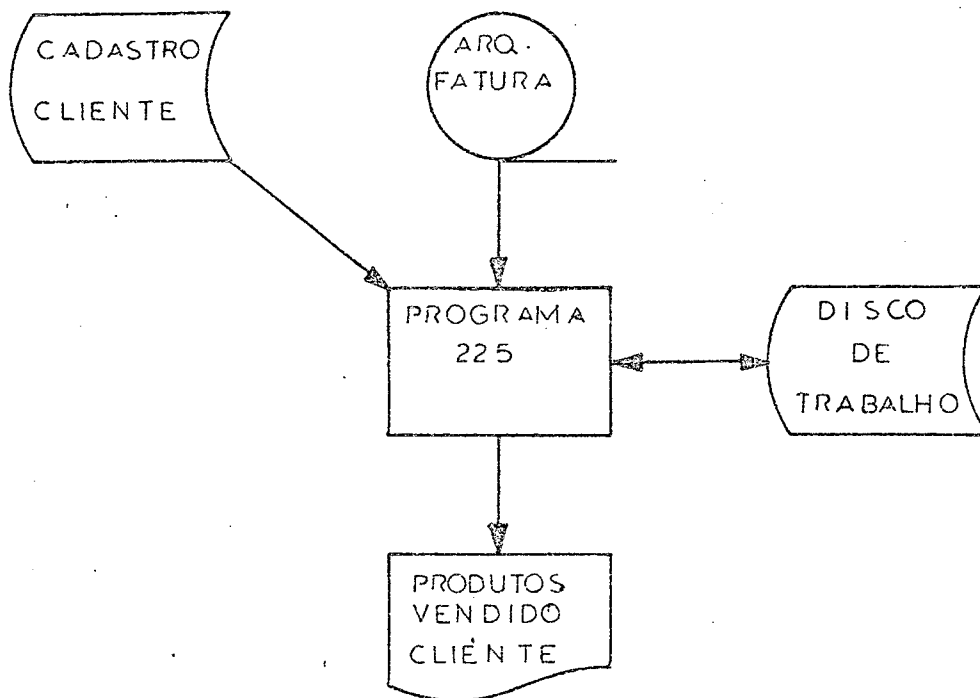 CADASTRO
CLIENTE
ARQ.
FATURA
PROGRAMA
225
DISCO
DE
TRABALHO
PRODUTOS
VENDIDO
CLIENTE